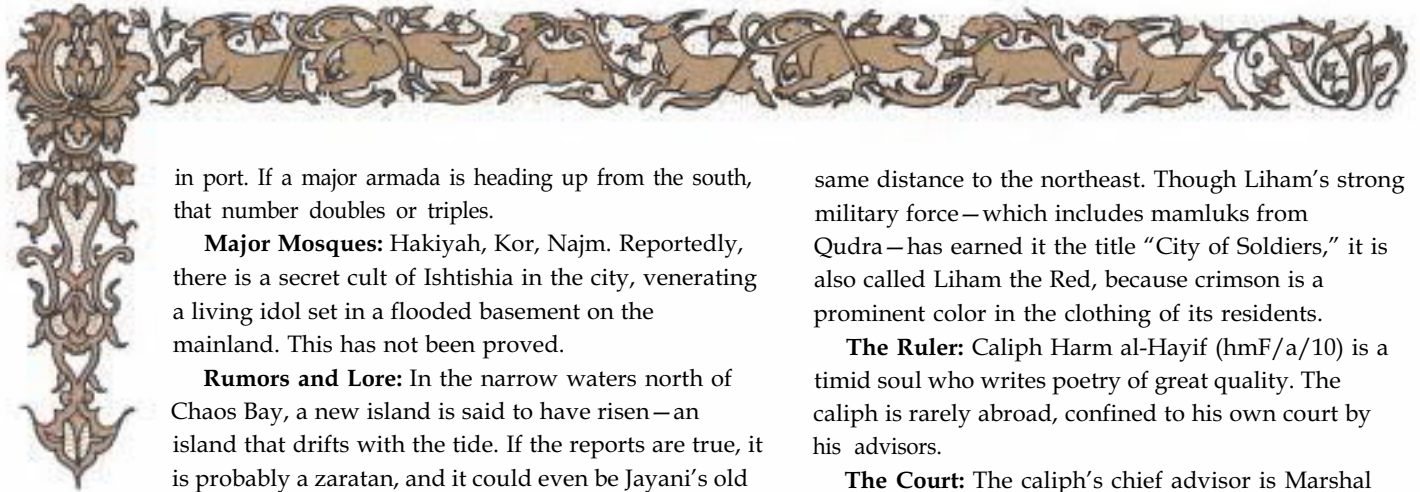 in port. If a major armada is heading up from the south,
that number doubles or triples.
Major Mosques: Hakiyah, Kor, Najm. Reportedly,
there is a secret cult of Ishtishia in the city, venerating
a living idol set in a flooded basement on the
mainland. This has not been proved.
Rumors and Lore: In the narrow waters north of
Chaos Bay, a new island is said to have risen—an
island that drifts with the tide. If the reports are true, it
is probably a zaratan, and it could even be Jayani's old
same distance to the northeast. Though Liham's strong
military force—which includes mamluks from
Qudra—has earned it the title “City of Soldiers,” it is
also called Liham the Red, because crimson is a
prominent color in the clothing of its residents.
The Ruler: Caliph Harm al-Hayif (hmF/a/10) is a
timid soul who writes poetry of great quality. The
caliph is rarely abroad, confined to his own court by
his advisors.
The Court: The caliph's chief advisor is Marshal